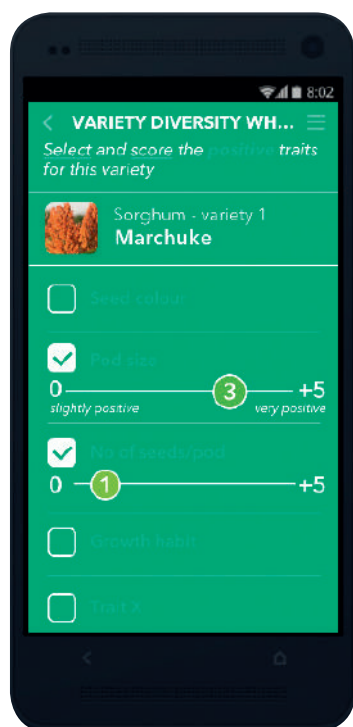 8:02
VARIETY DIVERSITY WH...
Select and score the positive traits
for this variety
Sorghum - variety 1
Marchuke
Seed colour
Pod size
0 3 +5
slightly positive very positive
No of seeds/pod
0 1 +5
Growth habit
Trait X